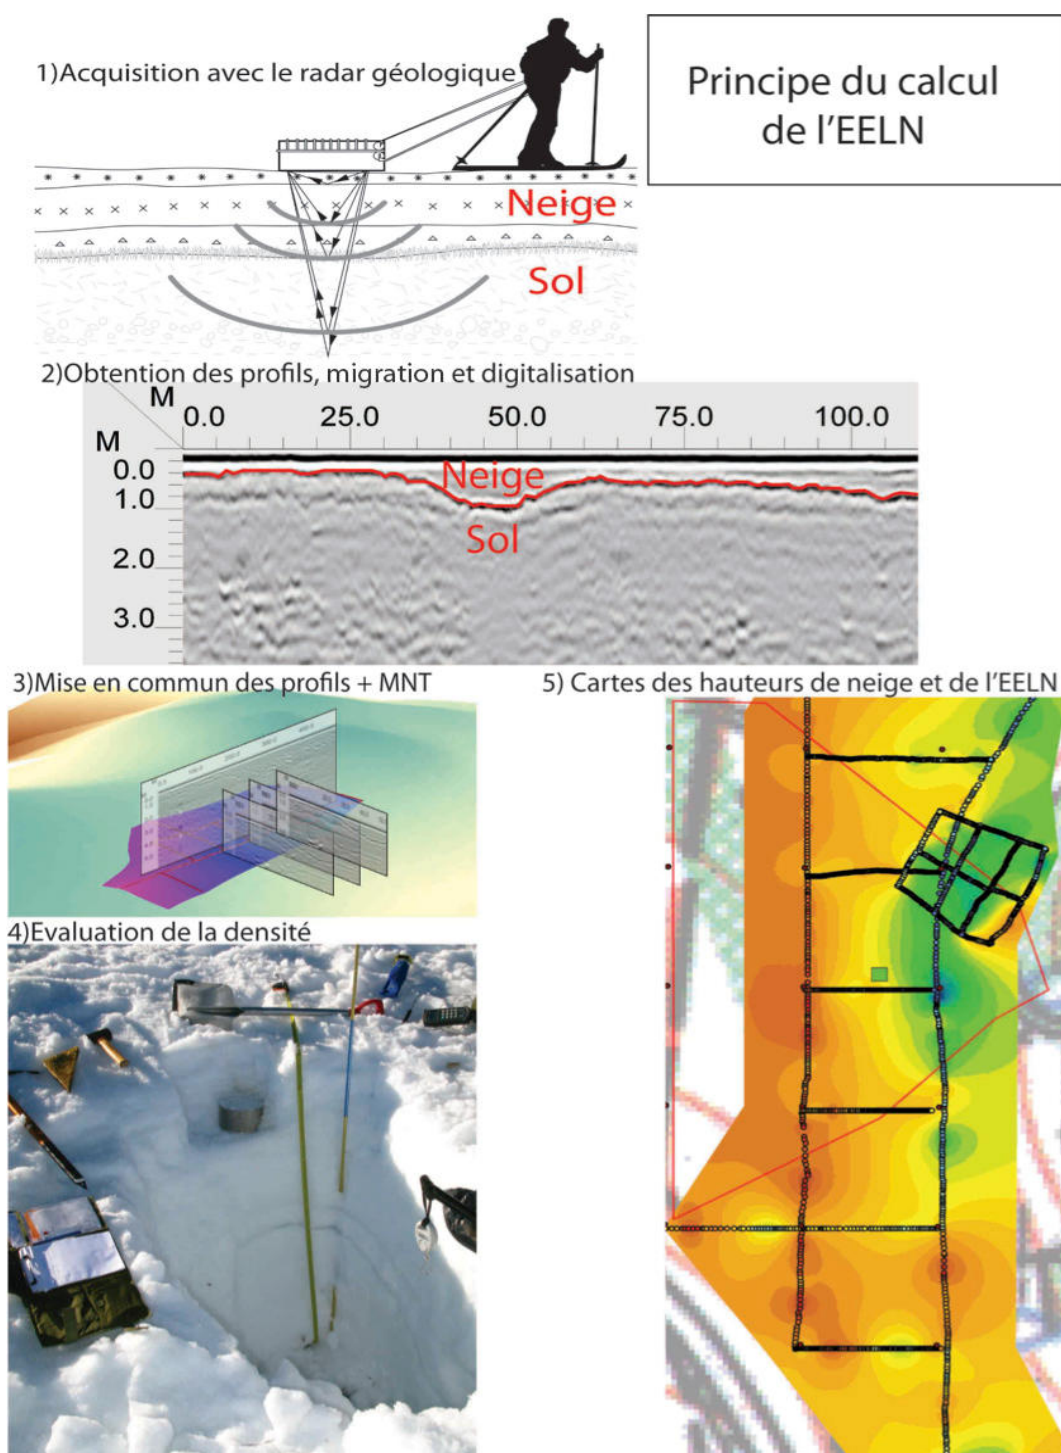 1)Acquisition avec le radar géologique
Principe du calcul
de l'EELN
Neige
Sol
2)Obtention des profils, migration et digitalisation
M
0.0 25.0 50.0 75.0 100.0
M
0.0
1.0
2.0
3.0
Neige
Sol
3)Mise en commun des profils + MNT
5) Cartes des hauteurs de neige et de l'EELN
4)Evaluation de la densité